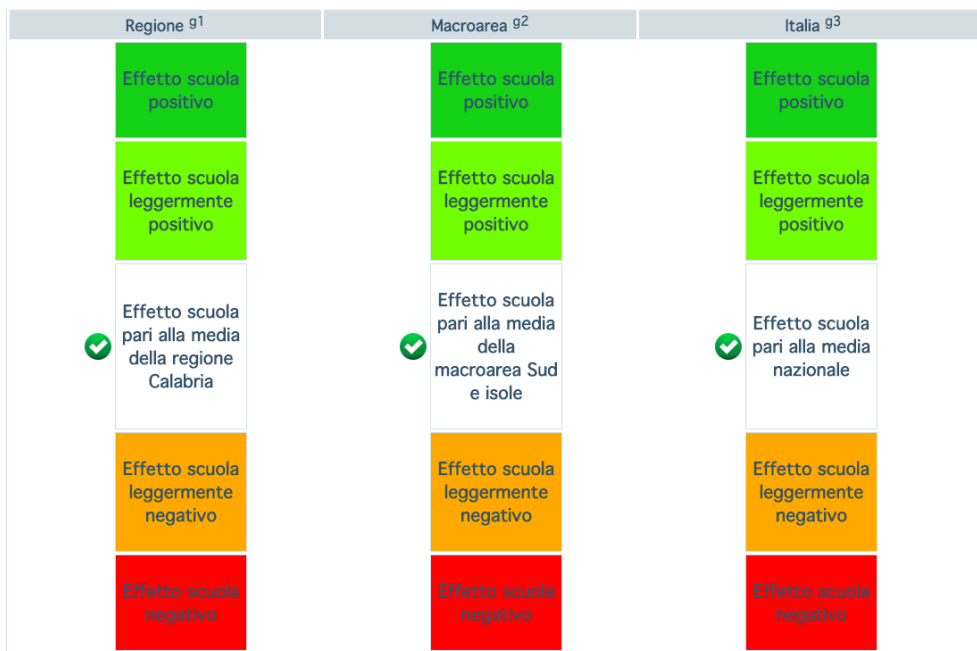 Regione g1
Macroarea g2
Italia g3
Effetto scuola
positivo
Effetto scuola
positivo
Effetto scuola
positivo
Effetto scuola
leggermente
positivo
Effetto scuola
leggermente
positivo
Effetto scuola
leggermente
positivo
Effetto scuola
pari alla media
della regione
Calabria
Effetto scuola
pari alla media
della
macroarea Sud
e isole
Effetto scuola
pari alla media
nazionale
Effetto scuola
leggermente
negativo
Effetto scuola
leggermente
negativo
Effetto scuola
leggermente
negativo
Effetto scuola
negativo
Effetto scuola
negativo
Effetto scuola
negativo